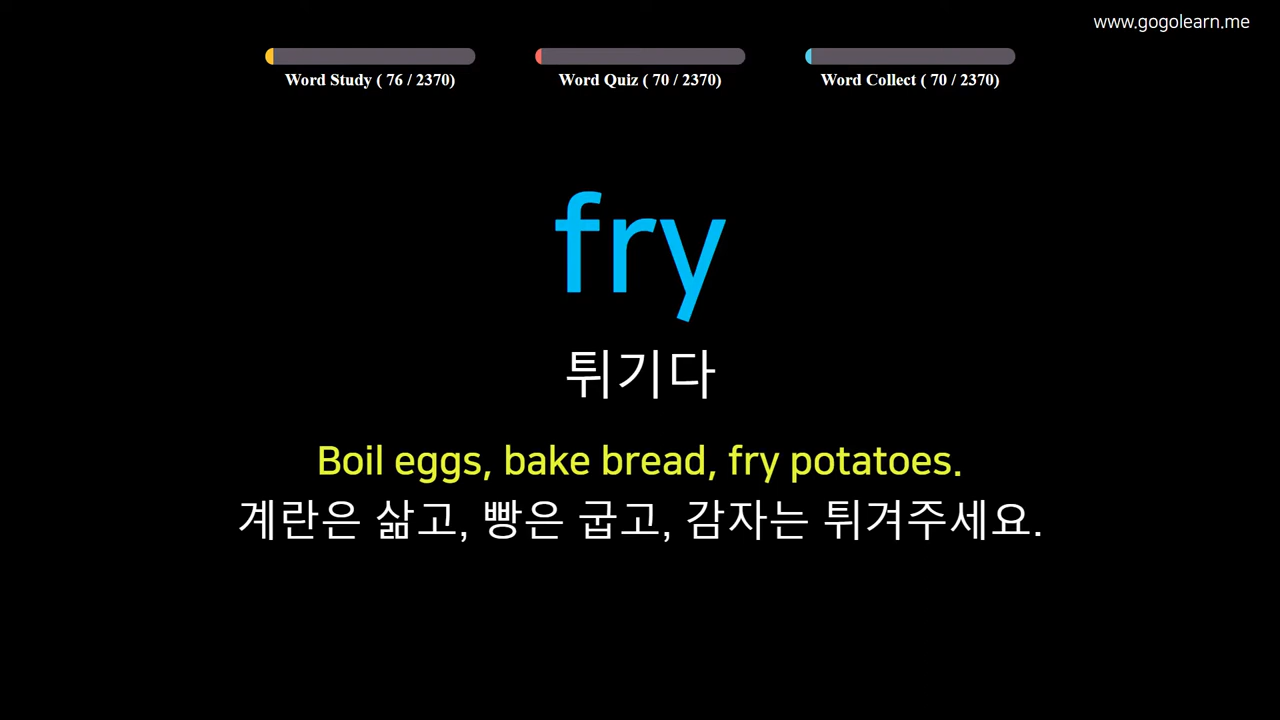 www.gogolearn.me
Word Study ( 76 / 2370)
Word Quiz ( 70 / 2370)
Word Collect ( 70 / 2370)
fry
튀기다
Boil eggs, bake bread, fry potatoes.
계란은 삶고, 빵은 굽고, 감자는 튀겨주세요.